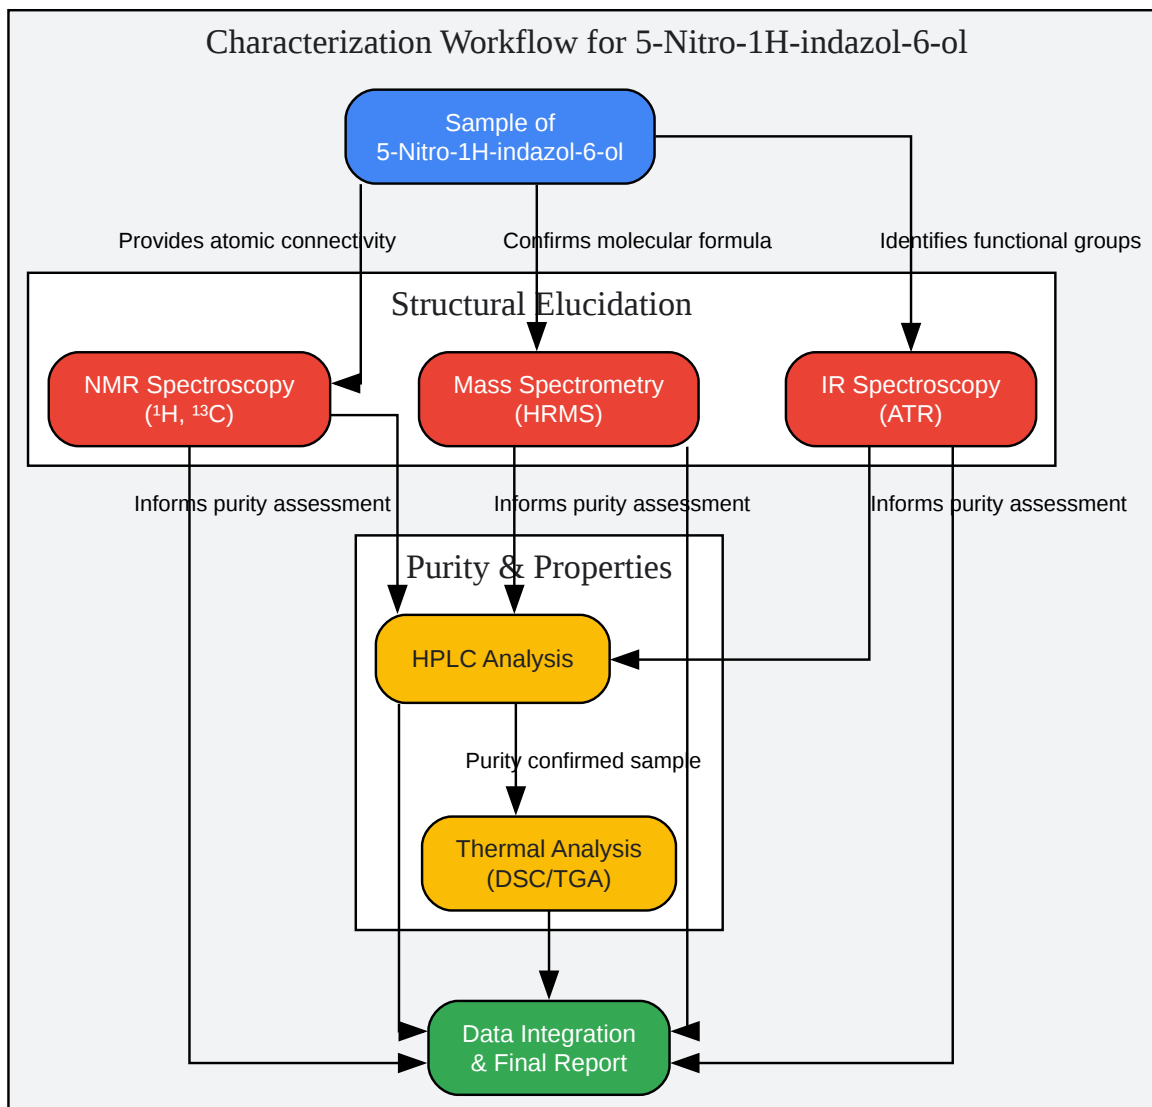 Characterization Workflow for 5-Nitro-1H-indazol-6-ol
Sample of
5-Nitro-1H-indazol-6-ol
Provides atomic connectivity
Confirms molecular formula
Identifies functional groups
Structural Elucidation
NMR Spectroscopy
(¹H, ¹³C)
Mass Spectrometry
(HRMS)
IR Spectroscopy
(ATR)
Informs purity assessment
Informs purity assessment
Informs purity assessment
Purity & Properties
HPLC Analysis
Purity confirmed sample
Thermal Analysis
(DSC/TGA)
Data Integration
& Final Report